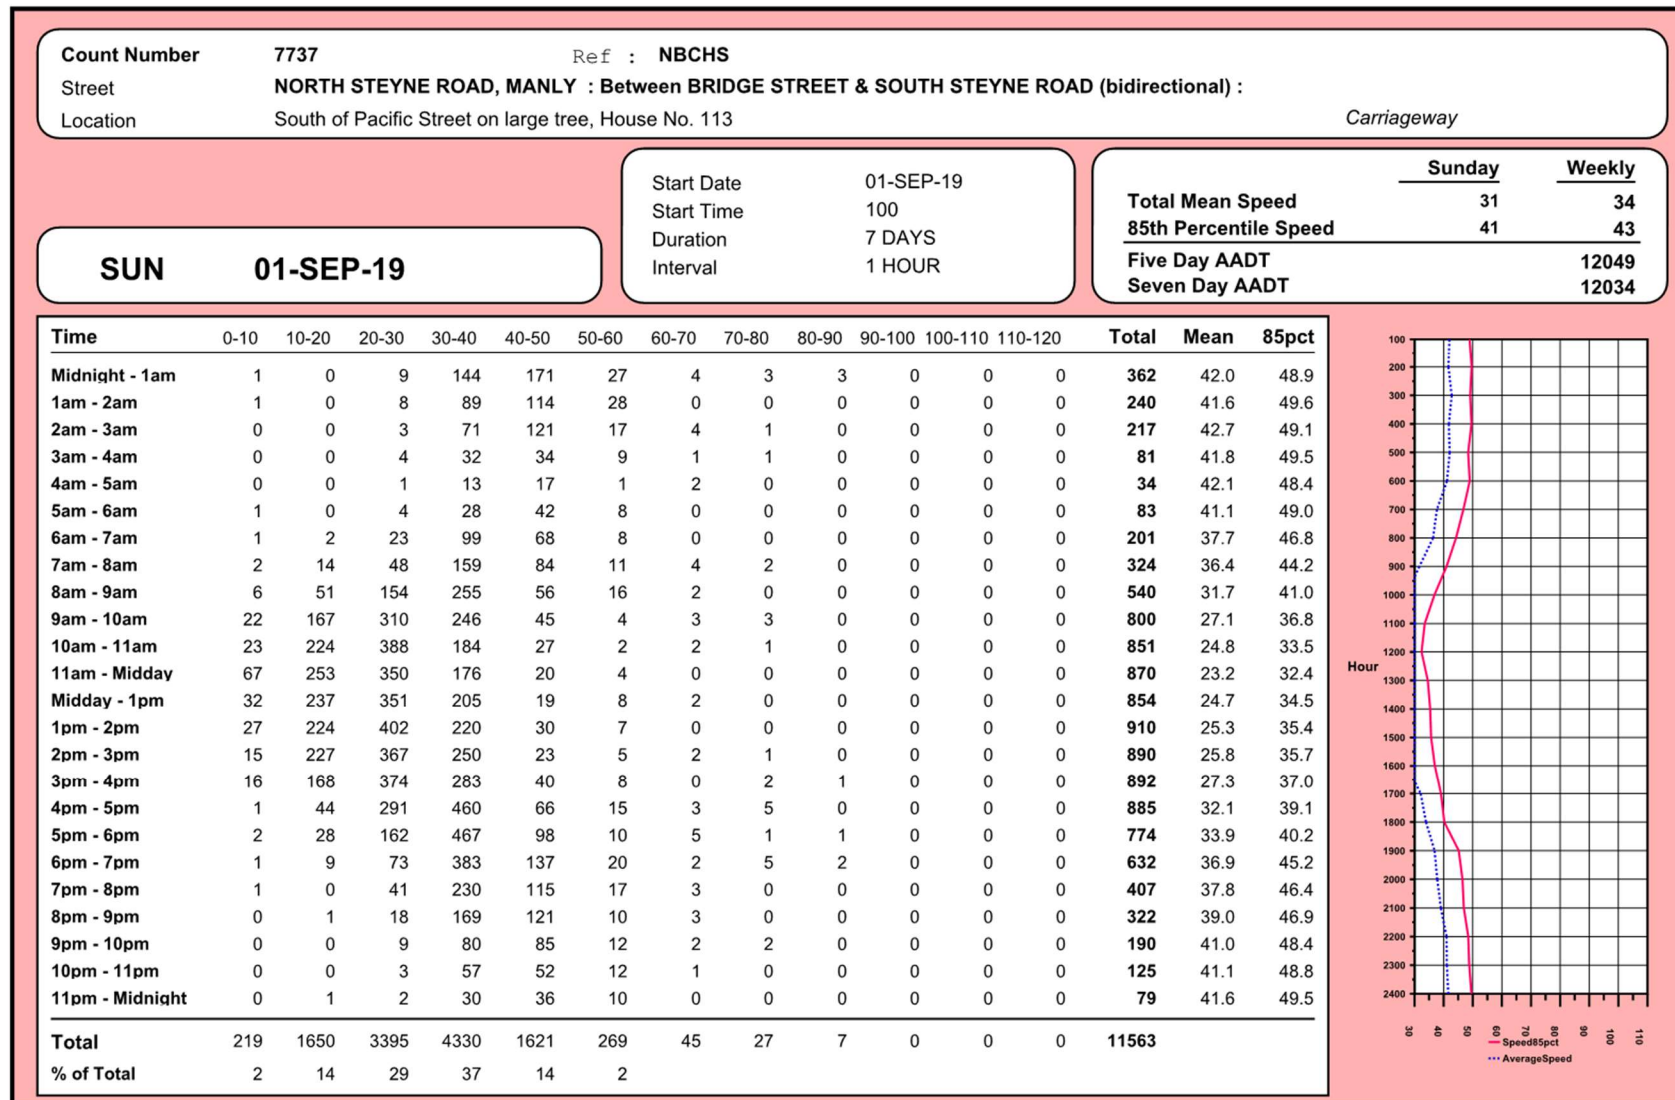 Count Number 7737 Ref : NBCHS
Street NORTH STEYNE ROAD, MANLY : Between BRIDGE STREET & SOUTH STEYNE ROAD (bidirectional) :
Location South of Pacific Street on large tree, House No. 113 Carriageway
SUN 01-SEP-19
Start Date 01-SEP-19
Start Time 100
Duration 7 DAYS
Interval 1 HOUR
Sunday Weekly
Total Mean Speed 31 34
85th Percentile Speed 41 43
Five Day AADT 12049
Seven Day AADT 12034
Time 0-10 10-20 20-30 30-40 40-50 50-60 60-70 70-80 80-90 90-100 100-110 110-120 Total Mean 85pct
Midnight - 1am 1 0 9 144 171 27 4 3 3 0 0 0 362 42.0 48.9
1am - 2am 1 0 8 89 114 28 0 0 0 0 0 0 240 41.6 49.6
2am - 3am 0 0 3 71 121 17 4 1 0 0 0 0 217 42.7 49.1
3am - 4am 0 0 4 32 34 9 1 1 0 0 0 0 81 41.8 49.5
4am - 5am 0 0 1 13 17 1 2 0 0 0 0 0 34 42.1 48.4
5am - 6am 1 0 4 28 42 8 0 0 0 0 0 0 83 41.1 49.0
6am - 7am 1 2 23 99 68 8 0 0 0 0 0 0 201 37.7 46.8
7am - 8am 2 14 48 159 84 11 4 2 0 0 0 0 324 36.4 44.2
8am - 9am 6 51 154 255 56 16 2 0 0 0 0 0 540 31.7 41.0
9am - 10am 22 167 310 246 45 4 3 3 0 0 0 0 800 27.1 36.8
10am - 11am 23 224 388 184 27 2 2 1 0 0 0 0 851 24.8 33.5
11am - Midday 67 253 350 176 20 4 0 0 0 0 0 0 870 23.2 32.4
Midday - 1pm 32 237 351 205 19 8 2 0 0 0 0 0 854 24.7 34.5
1pm - 2pm 27 224 402 220 30 7 0 0 0 0 0 0 910 25.3 35.4
2pm - 3pm 15 227 367 250 23 5 2 1 0 0 0 0 890 25.8 35.7
3pm - 4pm 16 168 374 283 40 8 0 2 1 0 0 0 892 27.3 37.0
4pm - 5pm 1 44 291 460 66 15 3 5 0 0 0 0 885 32.1 39.1
5pm - 6pm 2 28 162 467 98 10 5 1 1 0 0 0 774 33.9 40.2
6pm - 7pm 1 9 73 383 137 20 2 5 2 0 0 0 632 36.9 45.2
7pm - 8pm 1 0 41 230 115 17 3 0 0 0 0 0 407 37.8 46.4
8pm - 9pm 0 1 18 169 121 10 3 0 0 0 0 0 322 39.0 46.9
9pm - 10pm 0 0 9 80 85 12 2 2 0 0 0 0 190 41.0 48.4
10pm - 11pm 0 0 3 57 52 12 1 0 0 0 0 0 125 41.1 48.8
11pm - Midnight 0 1 2 30 36 10 0 0 0 0 0 0 79 41.6 49.5
Total 219 1650 3395 4330 1621 269 45 27 7 0 0 0 11563
% of Total 2 14 29 37 14 2
100
200
300
400
500
600
700
800
900
1000
1100
1200
Hour
1300
1400
1500
1600
1700
1800
1900
2000
2100
2200
2300
2400
30 40 50 60 70 80 90 100 110
Speed85pct
AverageSpeed